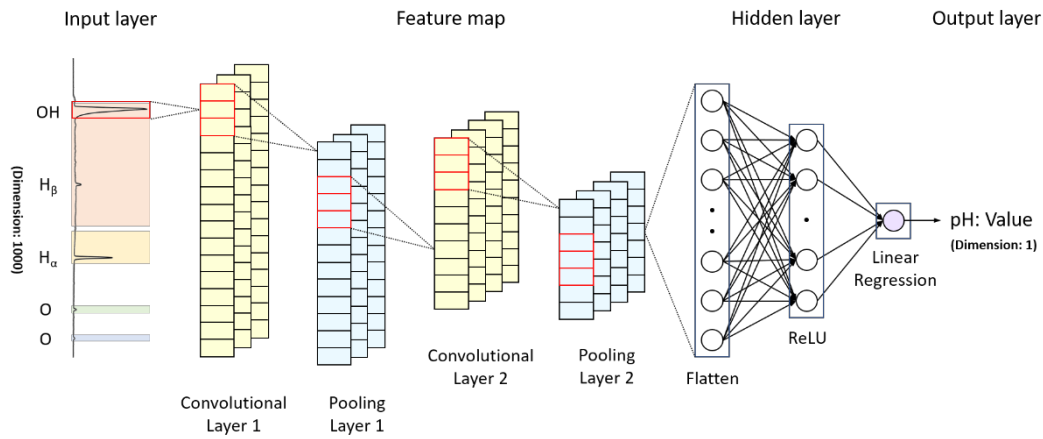 Input layer
Feature map
Hidden layer
Output layer
OH
Hβ
Hα
O
O
(Dimension: 1000)
Convolutional
Layer 1
Pooling
Layer 1
Convolutional
Layer 2
Pooling
Layer 2
Flatten
ReLU
Linear
Regression
pH: Value
(Dimension: 1)